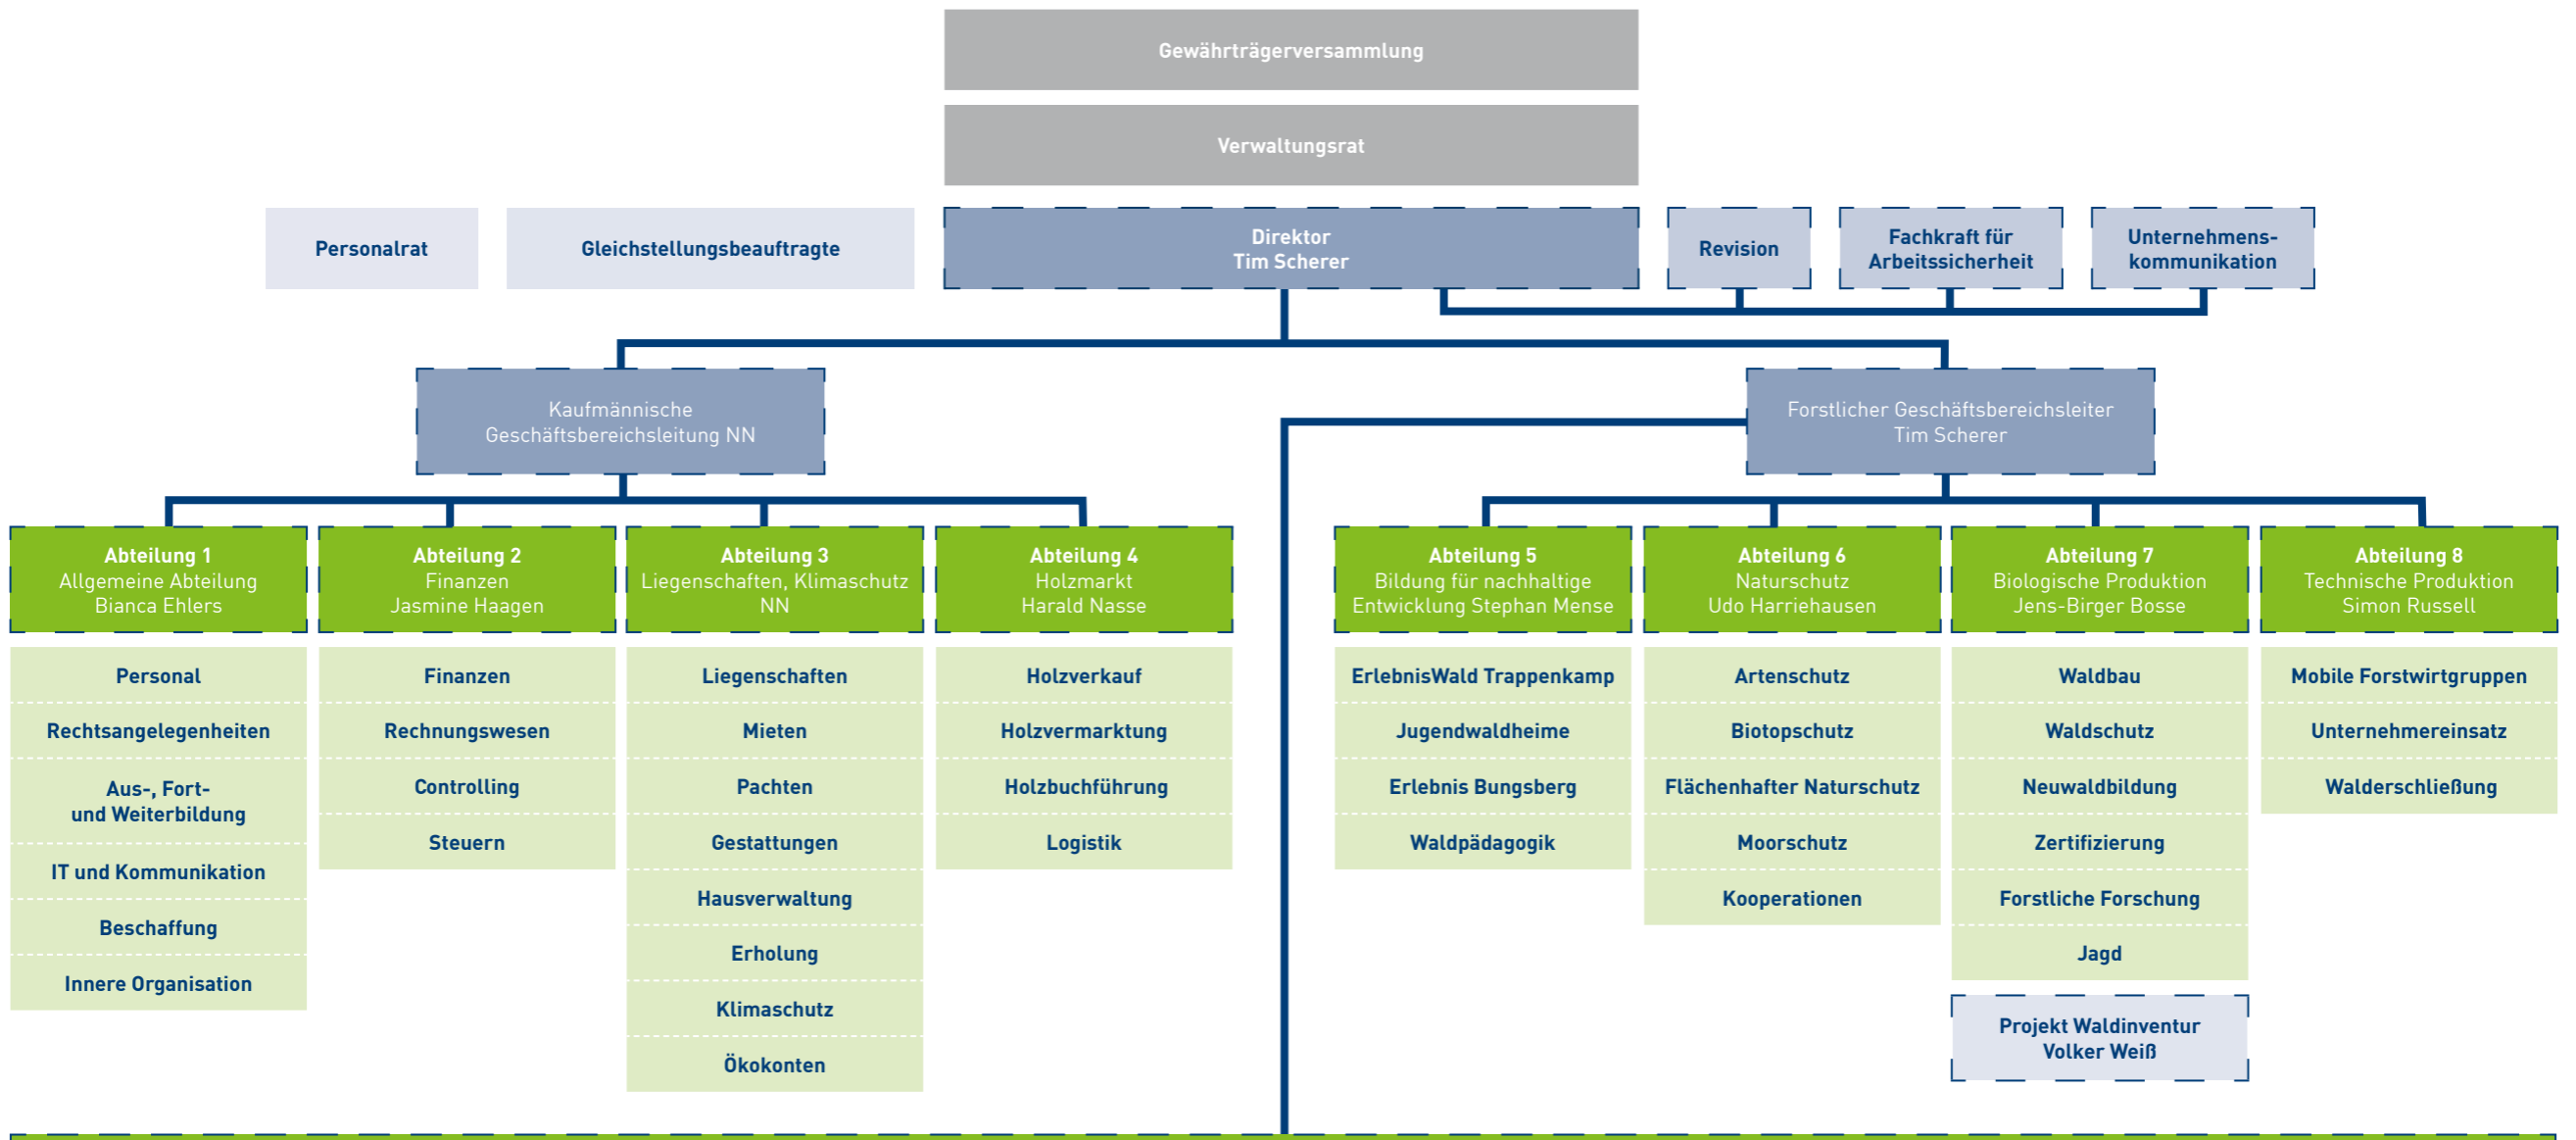 Gewährträgerversammlung
Verwaltungsrat
Personalrat
Gleichstellungsbeauftragte
Direktor
Tim Scherer
Revision
Fachkraft für
Arbeitssicherheit
Unternehmens-
kommunikation
Kaufmännische
Geschäftsbereichsleitung NN
Forstlicher Geschäftsbereichsleiter
Tim Scherer
Abteilung 1
Allgemeine Abteilung
Bianca Ehlers
Personal
Rechtsangelegenheiten
Aus-, Fort-
und Weiterbildung
IT und Kommunikation
Beschaffung
Innere Organisation
Abteilung 2
Finanzen
Jasmine Haagen
Finanzen
Rechnungswesen
Controlling
Steuern
Abteilung 3
Liegenschaften, Klimaschutz
NN
Liegenschaften
Mieten
Pachten
Gestattungen
Hausverwaltung
Erholung
Klimaschutz
Ökokonten
Abteilung 4
Holzmarkt
Harald Nasse
Holzverkauf
Holzvermarktung
Holzbuchführung
Logistik
Abteilung 5
Bildung für nachhaltige
Entwicklung Stephan Mense
ErlebnisWald Trappenkamp
Jugendwaldheime
Erlebnis Bungsberg
Waldpädagogik
Abteilung 6
Naturschutz
Udo Harriehausen
Artenschutz
Biotopschutz
Flächenhafter Naturschutz
Moorschutz
Kooperationen
Abteilung 7
Biologische Produktion
Jens-Birger Bosse
Waldbau
Waldschutz
Neuwaldbildung
Zertifizierung
Forstliche Forschung
Jagd
Projekt Waldinventur
Volker Weiß
Abteilung 8
Technische Produktion
Simon Russell
Mobile Forstwirtgruppen
Unternehmereinsatz
Walderschließung